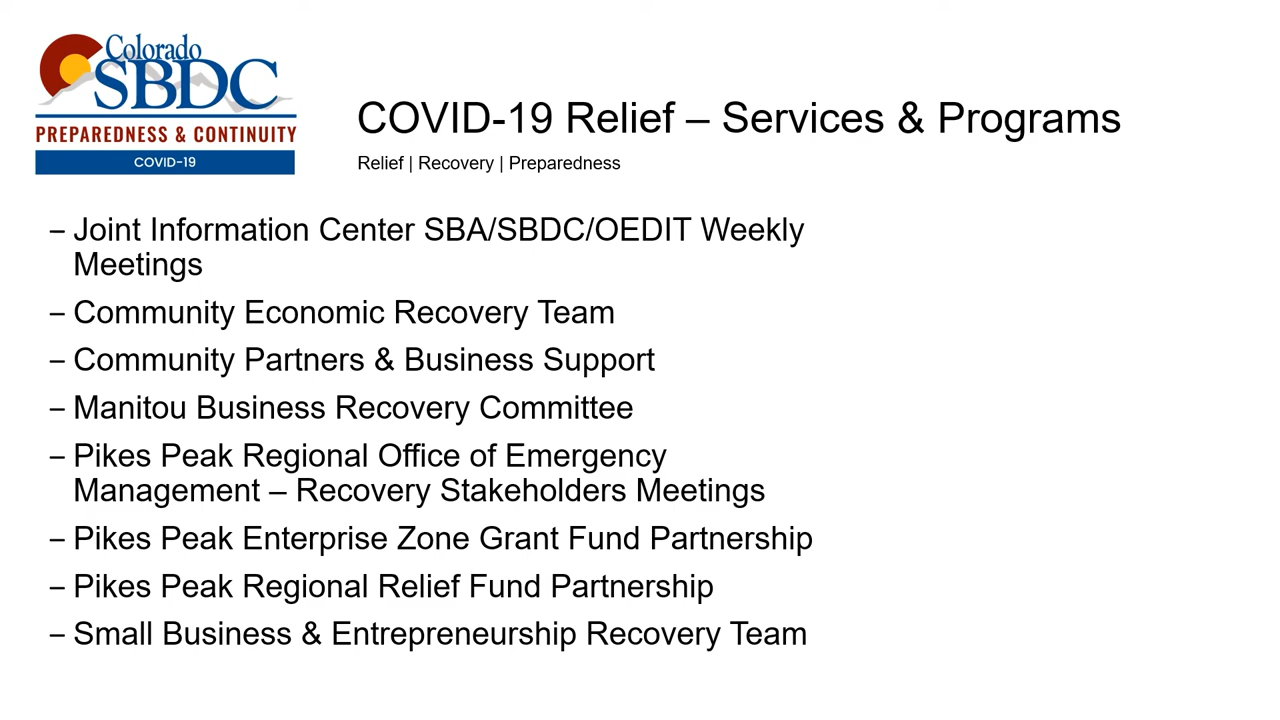 Colorado
SBDC
PREPAREDNESS & CONTINUITY
COVID-19
COVID-19 Relief – Services & Programs
Relief | Recovery | Preparedness
– Joint Information Center SBA/SBDC/OEDIT Weekly
Meetings
– Community Economic Recovery Team
– Community Partners & Business Support
– Manitou Business Recovery Committee
– Pikes Peak Regional Office of Emergency
Management – Recovery Stakeholders Meetings
– Pikes Peak Enterprise Zone Grant Fund Partnership
– Pikes Peak Regional Relief Fund Partnership
– Small Business & Entrepreneurship Recovery Team